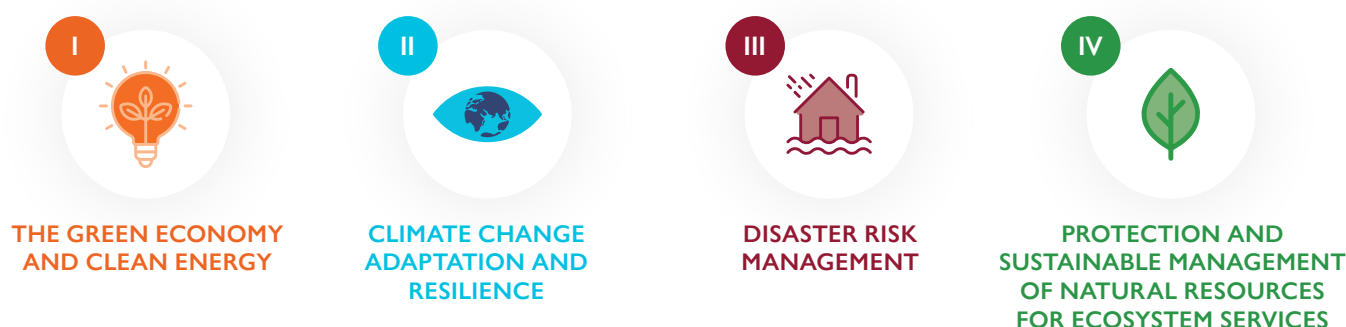 I
THE GREEN ECONOMY
AND CLEAN ENERGY
II
CLIMATE CHANGE
ADAPTATION AND
RESILIENCE
III
DISASTER RISK
MANAGEMENT
IV
PROTECTION AND
SUSTAINABLE MANAGEMENT
OF NATURAL RESOURCES
FOR ECOSYSTEM SERVICES